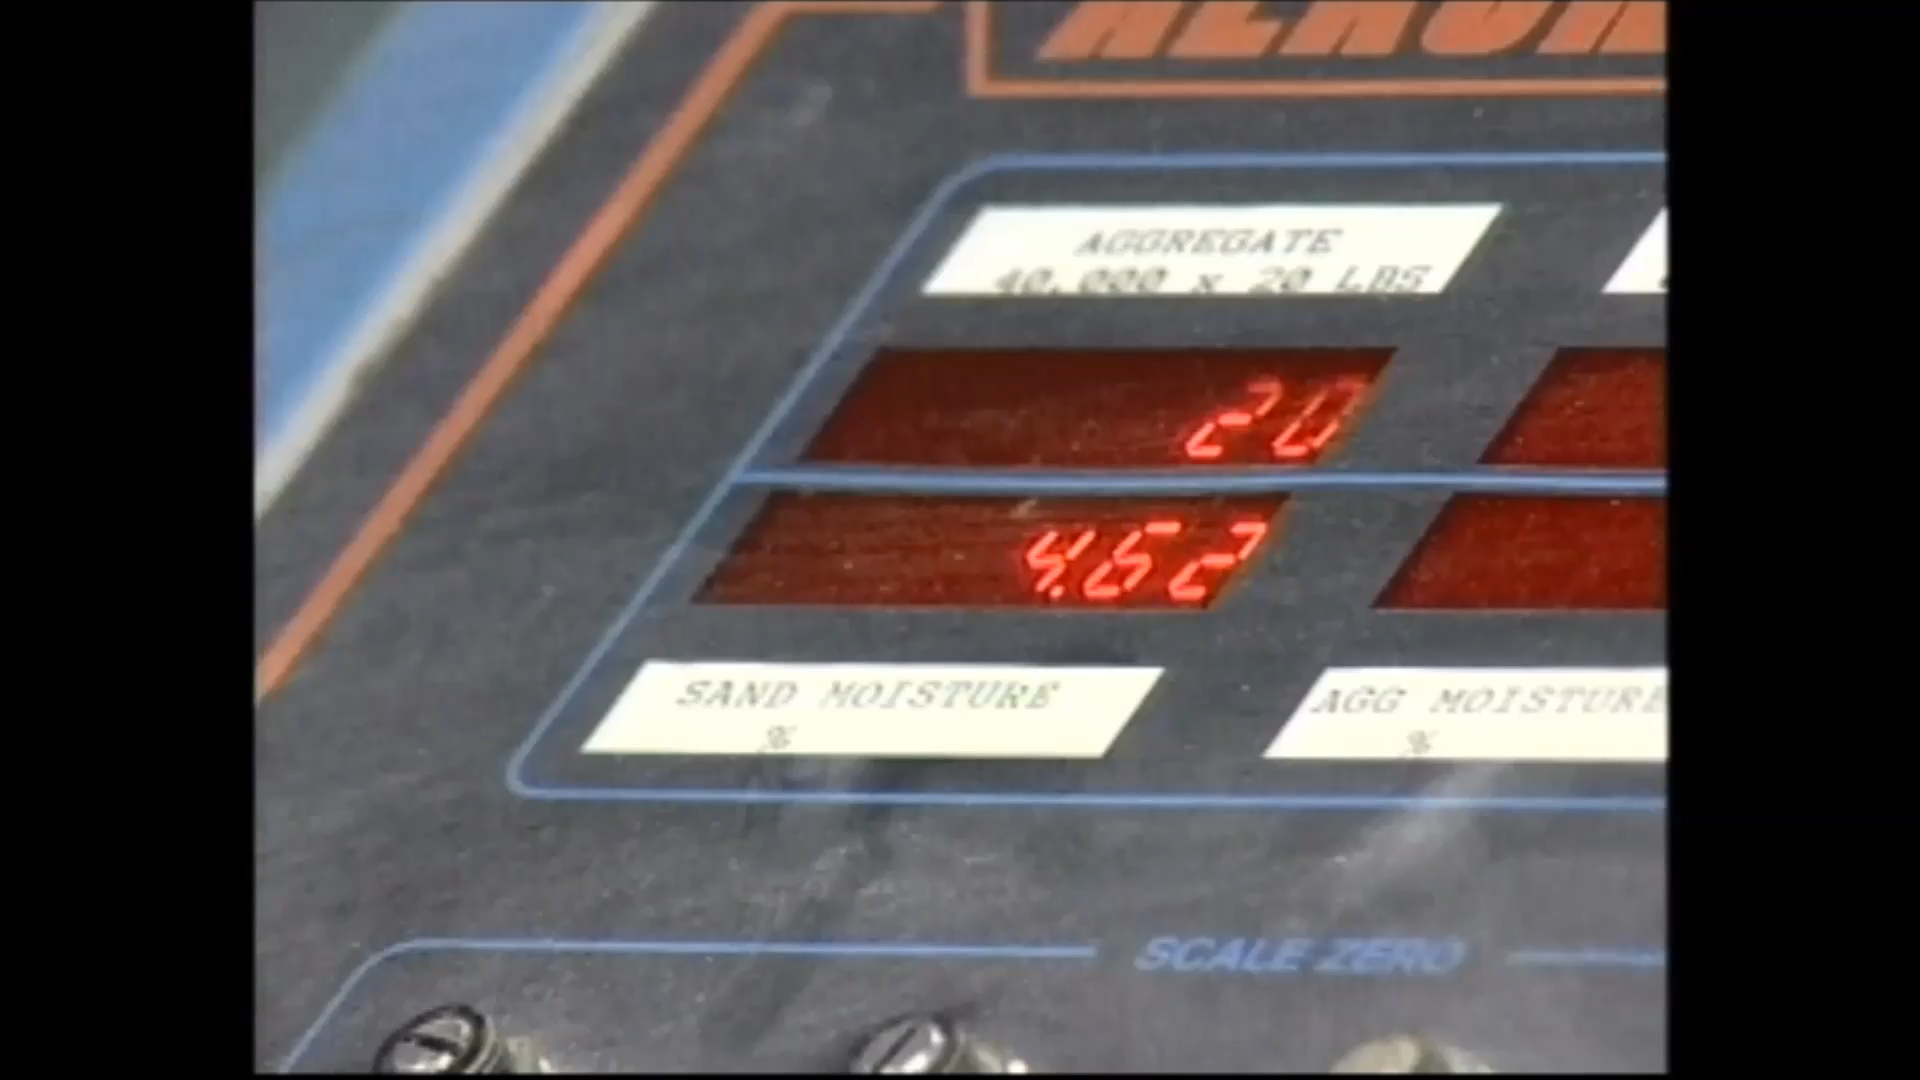 AGGREGATE
40,000 x 20 LBS
20
4.62
SAND MOISTURE
%
AGG MOISTURE
%
SCALE ZERO